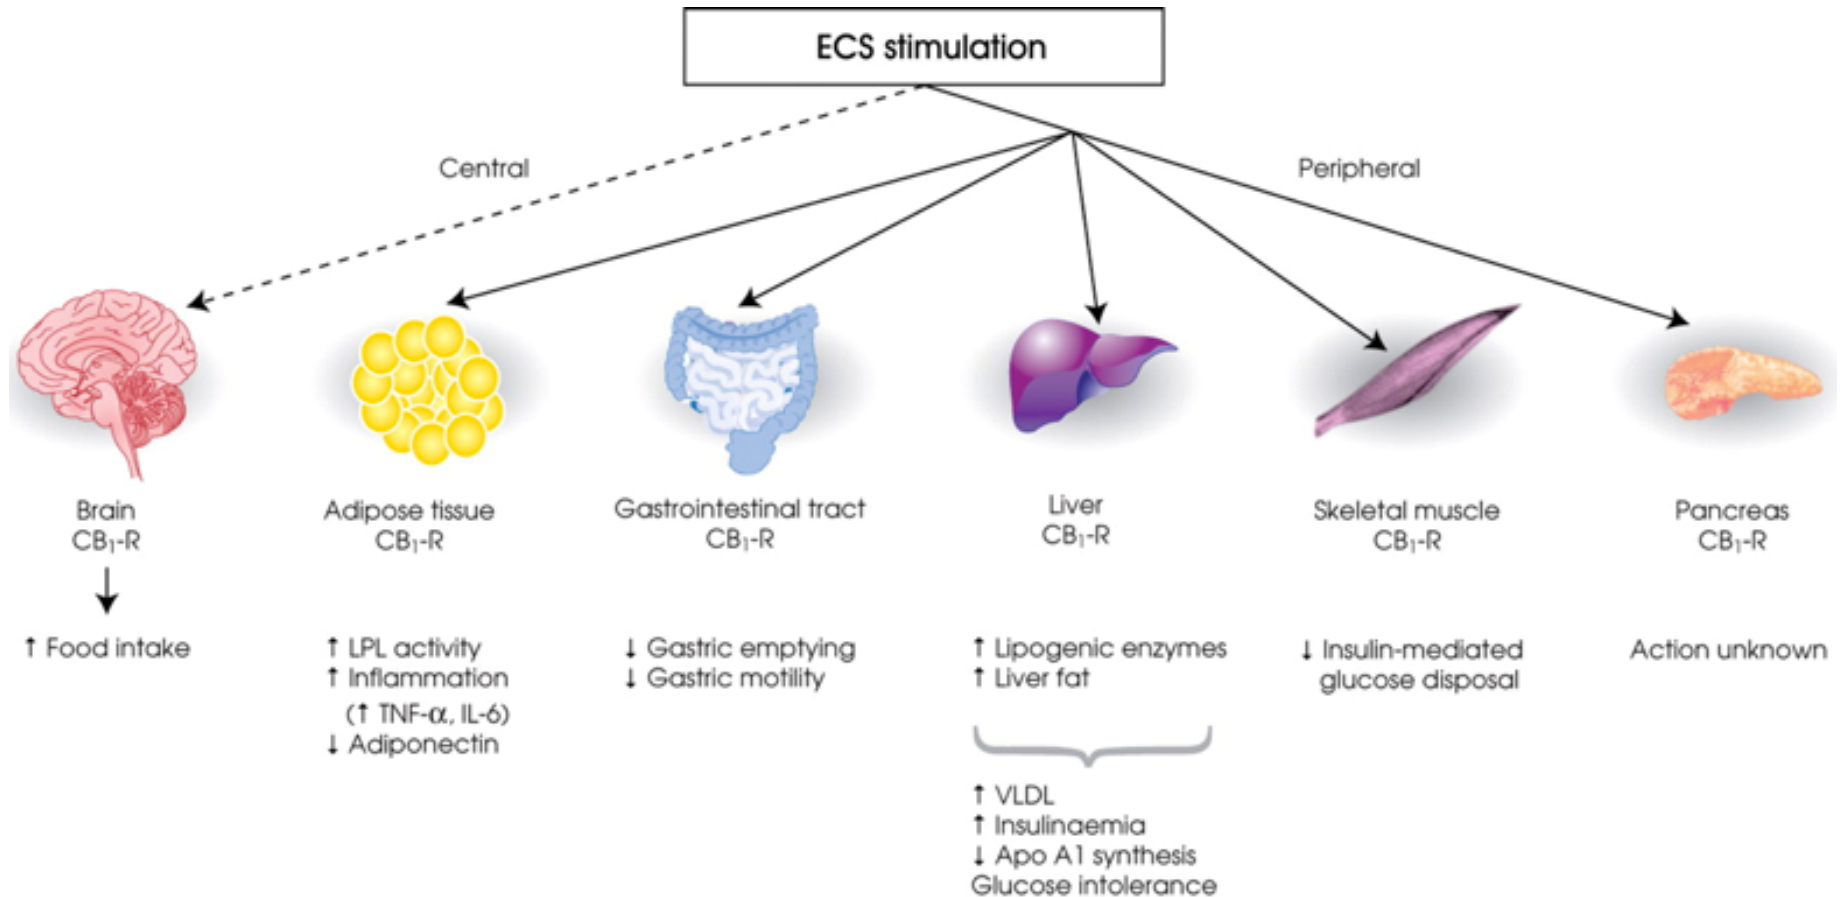 ECS stimulation
Central
Peripheral
Brain
CB₁-R
↑ Food intake
Adipose tissue
CB₁-R
↑ LPL activity
↑ Inflammation
(↑ TNF-α, IL-6)
↓ Adiponectin
Gastrointestinal tract
CB₁-R
↓ Gastric emptying
↓ Gastric motility
Liver
CB₁-R
↑ Lipogenic enzymes
↑ Liver fat
↑ VLDL
↑ Insulinaemia
↓ Apo A1 synthesis
Glucose intolerance
Skeletal muscle
CB₁-R
↓ Insulin-mediated
glucose disposal
Pancreas
CB₁-R
Action unknown